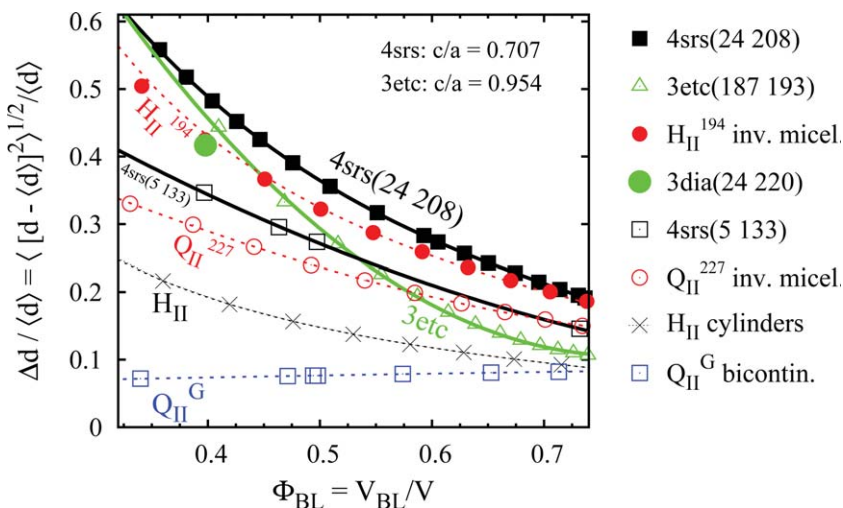 0.6
0.5
0.4
0.3
0.2
0.1
0
Δd / ⟨d⟩ = ⟨ [d - ⟨d⟩]²⟩^1/2/⟨d⟩
4srs: c/a = 0.707
3etc: c/a = 0.954
H_II^194
4srs(24 208)
4srs(5 133)
Q_II^227
H_II
3etc
Q_II^G
0.4 0.5 0.6 0.7
Φ_BL = V_BL/V
4srs(24 208)
3etc(187 193)
H_II^194 inv. micel.
3dia(24 220)
4srs(5 133)
Q_II^227 inv. micel.
H_II cylinders
Q_II^G bicontin.